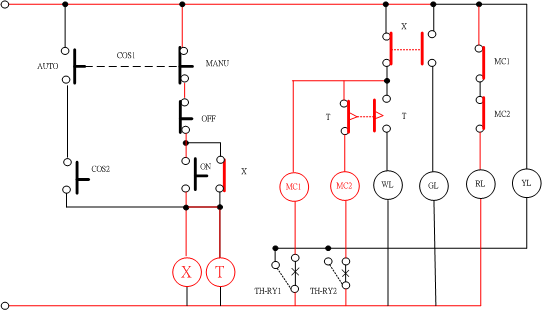 X
COS1
AUTO
MANU
MC1
OFF
T
T
MC2
ON
X
COS2
MC1
MC2
WL
GL
RL
YL
X
T
TH-RY1
TH-RY2